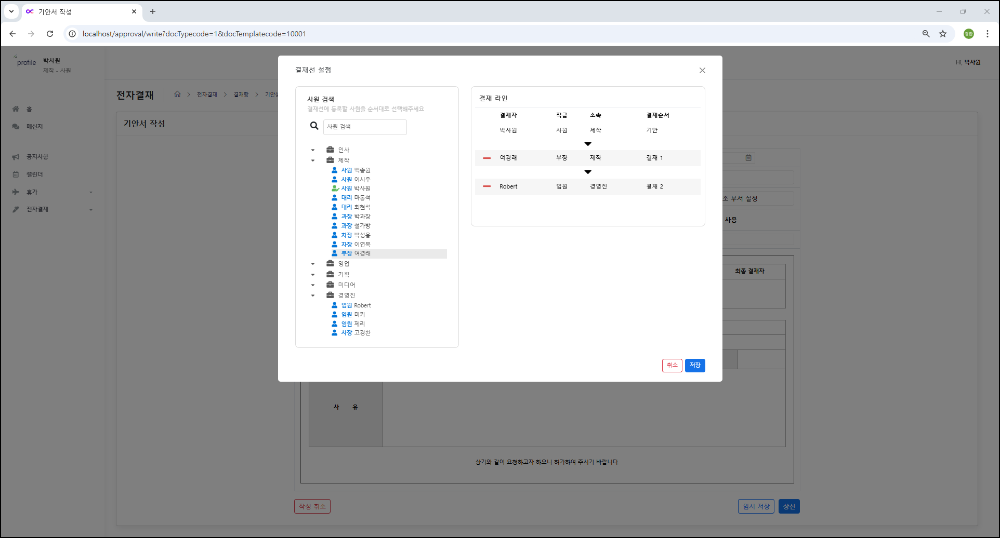 기안서 작성
localhost/approval/write?docTypecode=1&docTemplatecode=10001
경환
profile
박사원
제작 - 사원
Hi, 박사원
홈
메신저
공지사항
캘린더
휴가
전자결재
전자결재
전자결재
결재함
기안서 작성
결재선 설정
사원 검색
결재선에 등록할 사원을 순서대로 선택해주세요
사원 검색
인사
제작
사원 백종원
사원 이시우
사원 박사원
대리 마동석
대리 최현석
과장 박과장
과장 철가방
차장 박성웅
차장 이연복
부장 여경래
영업
기획
미디어
경영진
임원 Robert
임원 미키
임원 제리
사장 고경환
결재 라인
결재자 직급 소속 결재순서
박사원 사원 제작 기안
여경래 부장 제작 결재 1
Robert 임원 경영진 결재 2
취소 저장
조 부서 설정
사용
최종 결재자
사 유
상기와 같이 요청하고자 하오니 허가하여 주시기 바랍니다.
작성 취소
임시 저장 상신